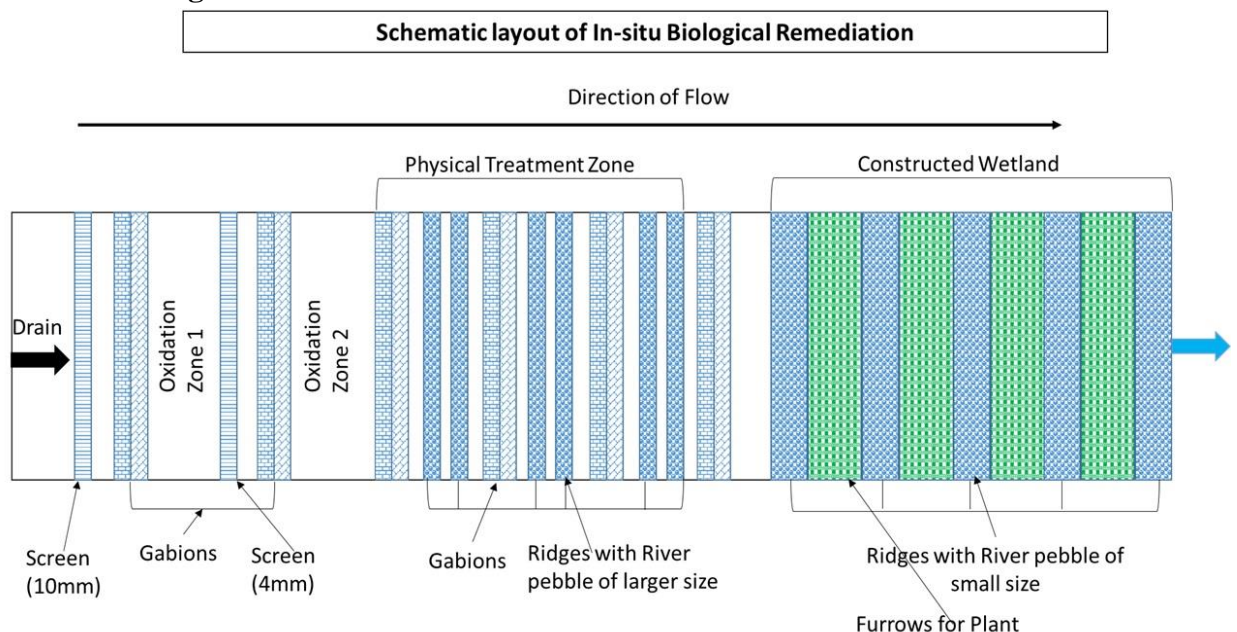 Schematic layout of In-situ Biological Remediation
Direction of Flow
Physical Treatment Zone
Constructed Wetland
Drain
Oxidation
Zone 1
Oxidation
Zone 2
Screen
(10mm)
Gabions
Screen
(4mm)
Gabions
Ridges with River
pebble of larger size
Ridges with River pebble of
small size
Furrows for Plant